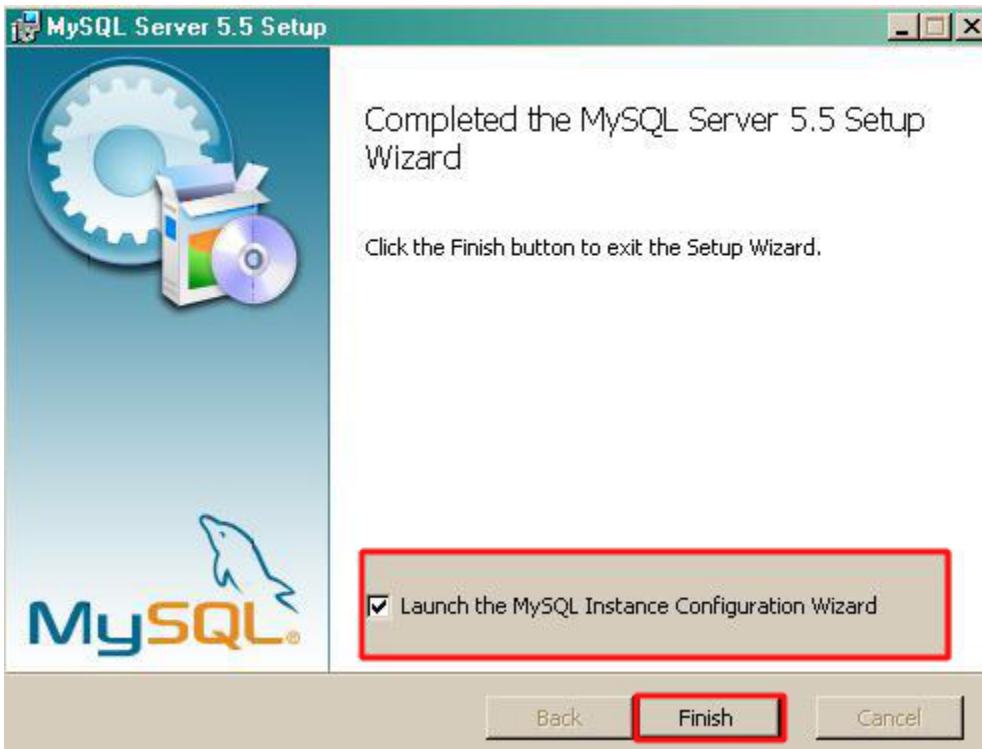 MySQL Server 5.5 Setup
Completed the MySQL Server 5.5 Setup
Wizard
Click the Finish button to exit the Setup Wizard.
Launch the MySQL Instance Configuration Wizard
MySQL®
Back
Finish
Cancel